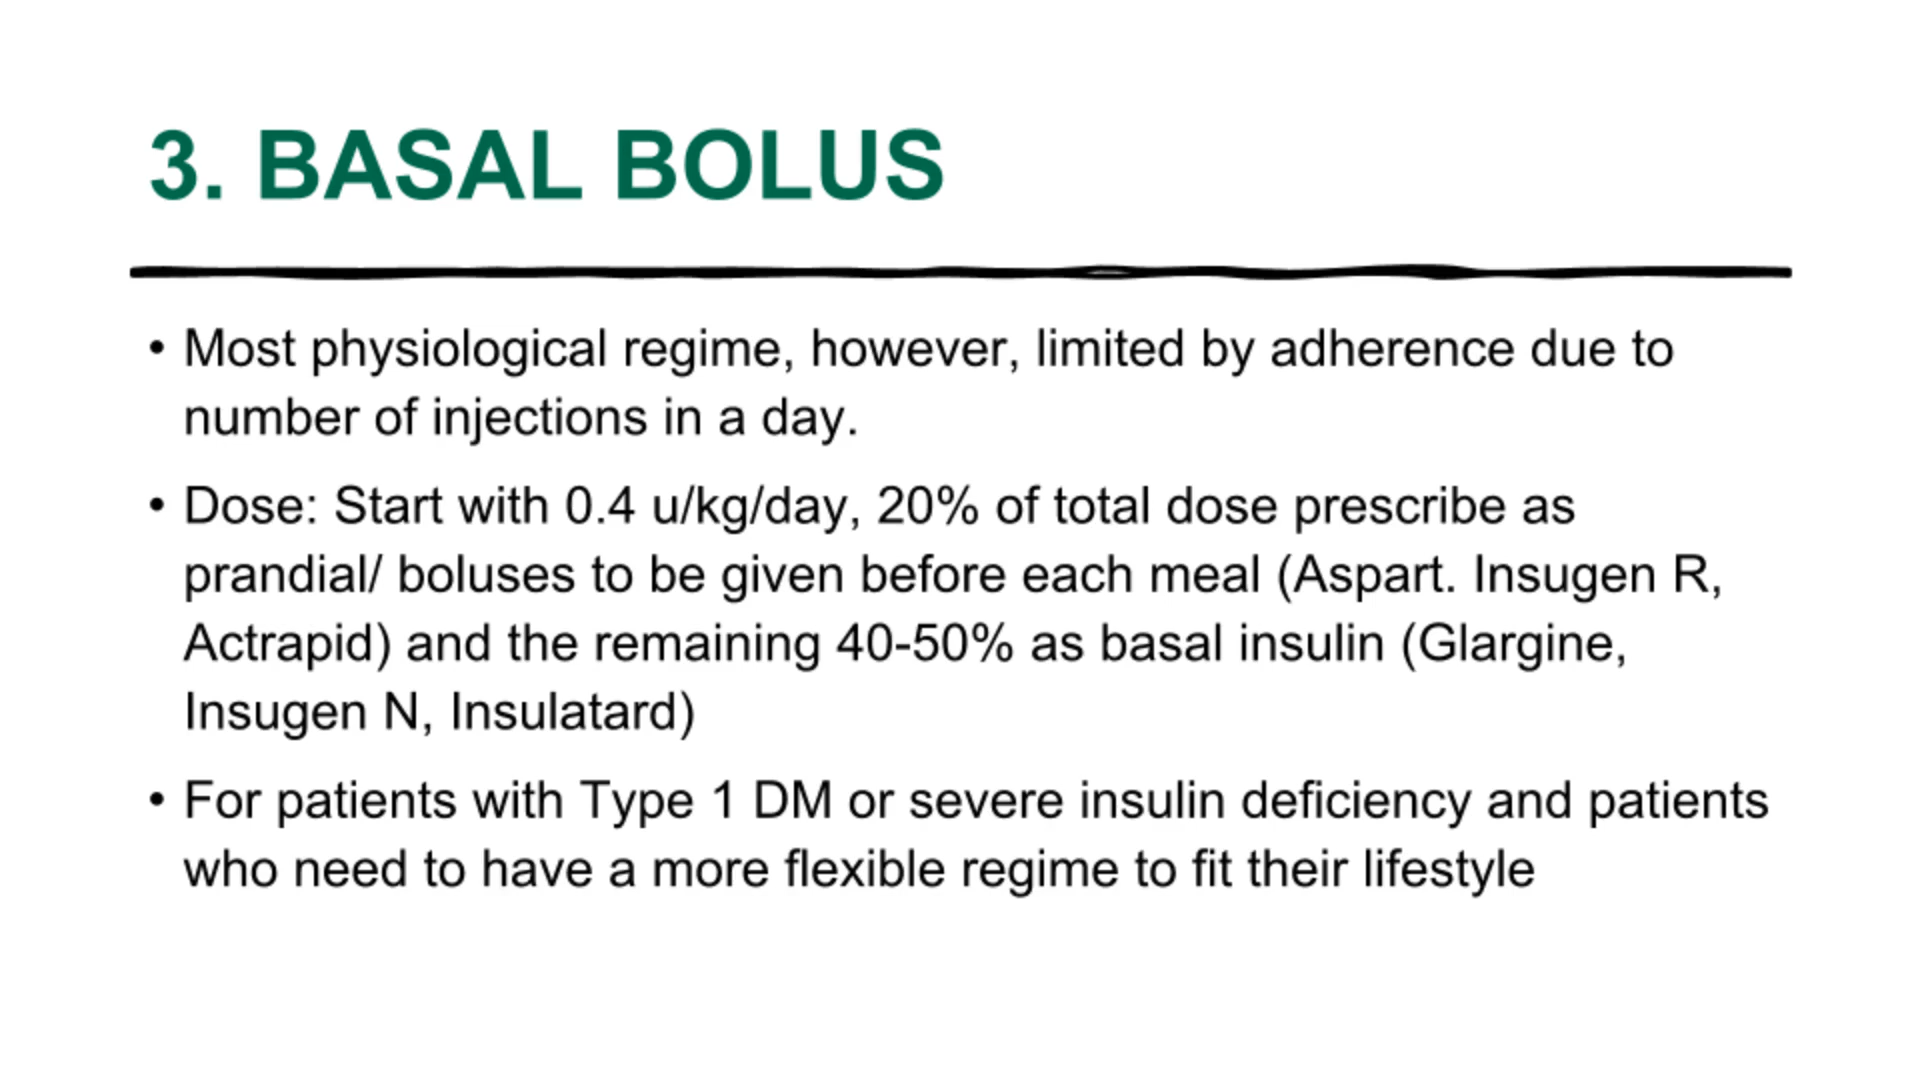 3. BASAL BOLUS
• Most physiological regime, however, limited by adherence due to
number of injections in a day.
• Dose: Start with 0.4 u/kg/day, 20% of total dose prescribe as
prandial/ boluses to be given before each meal (Aspart. Insugen R,
Actrapid) and the remaining 40-50% as basal insulin (Glargine,
Insugen N, Insulatard)
• For patients with Type 1 DM or severe insulin deficiency and patients
who need to have a more flexible regime to fit their lifestyle